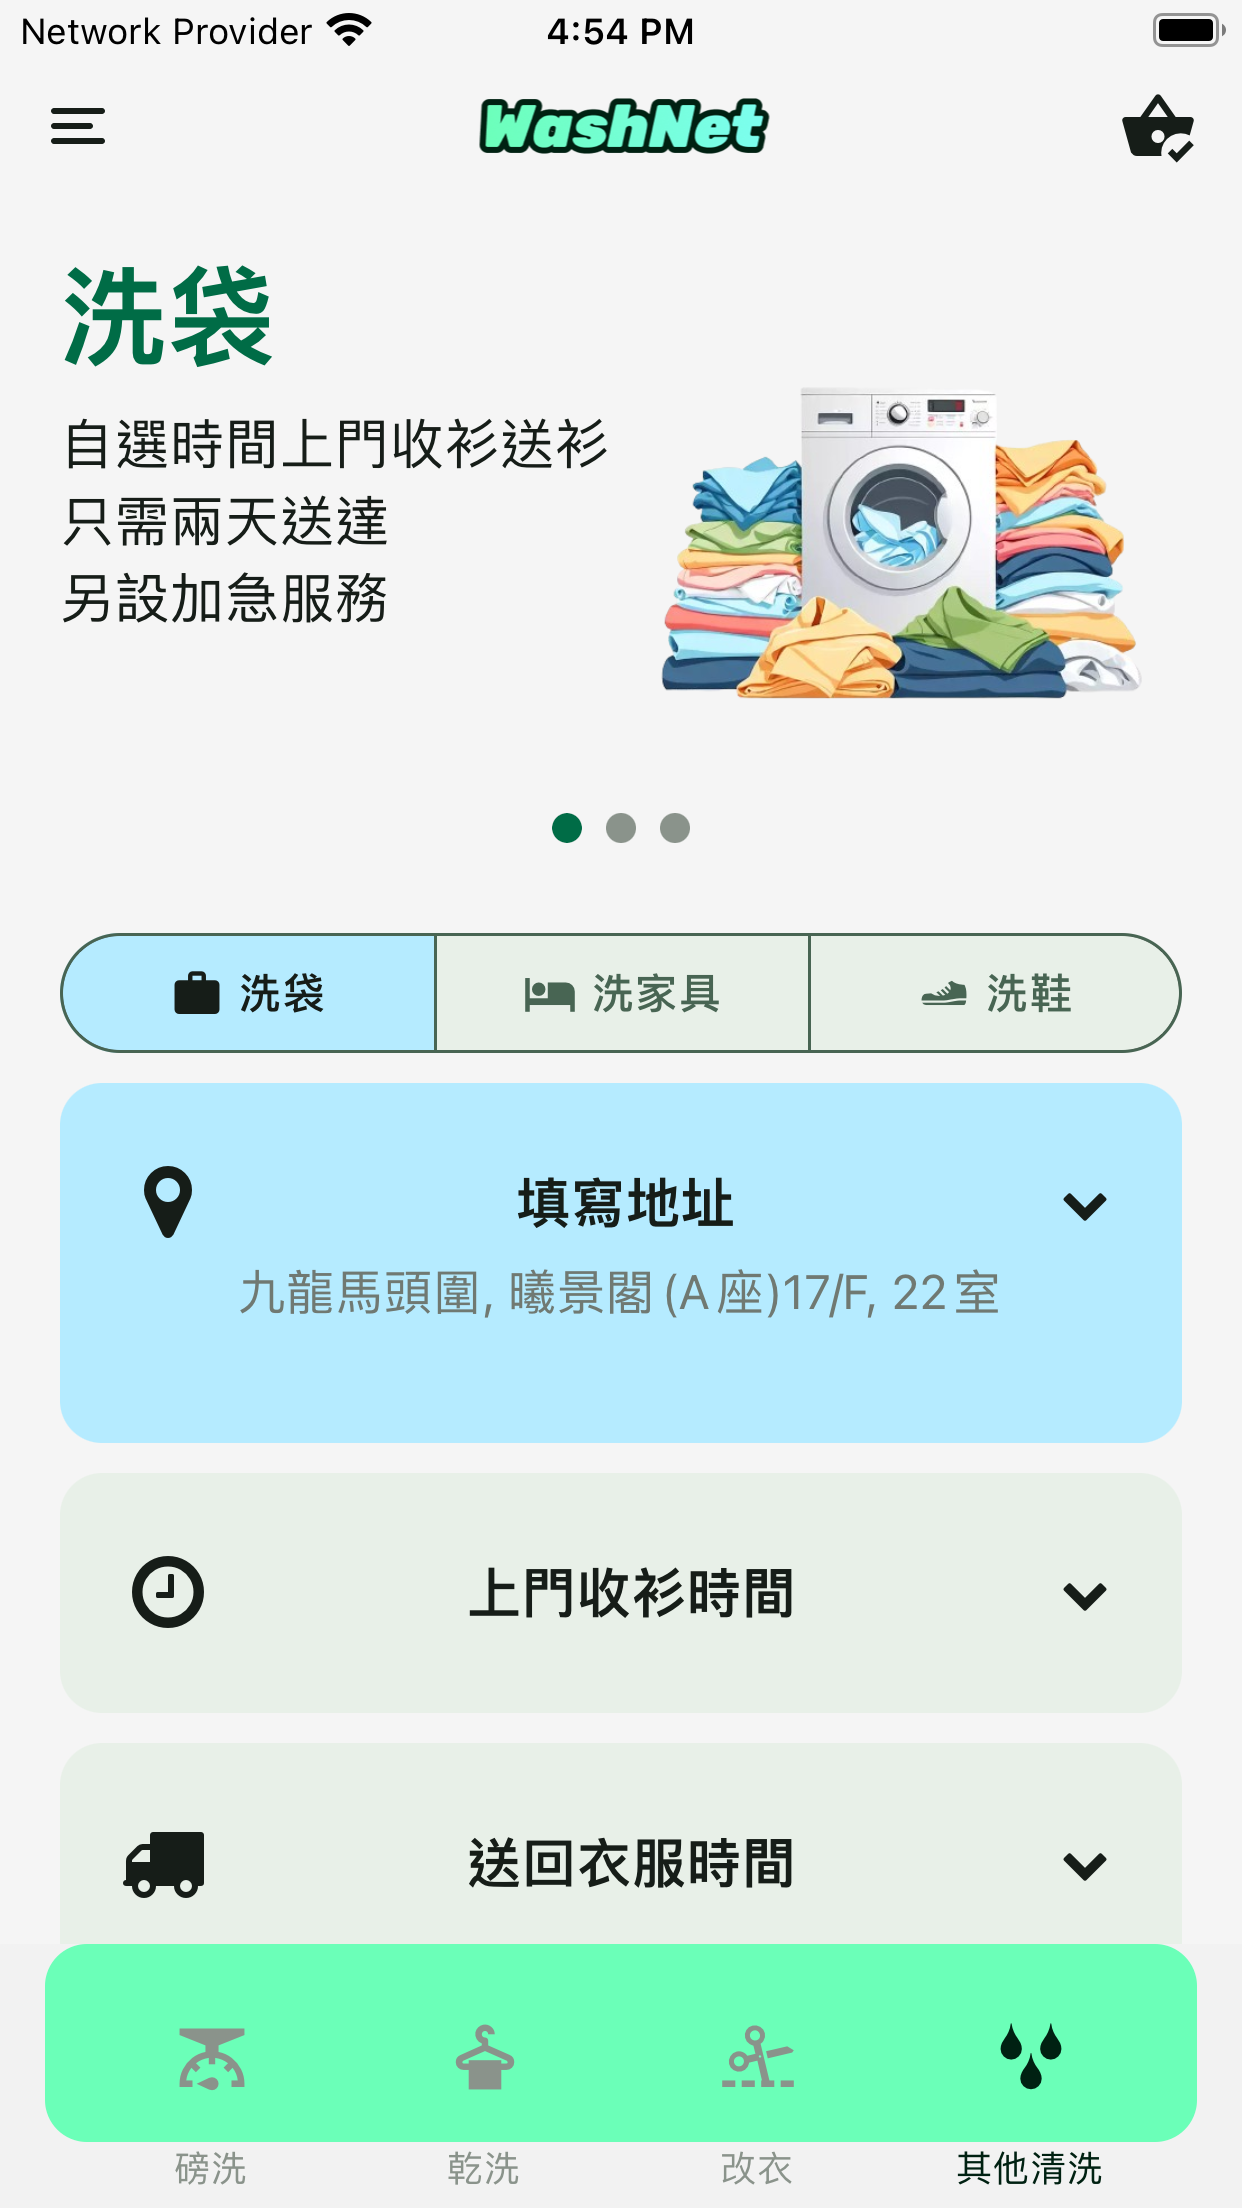 Network Provider 4:54 PM
WashNet
洗袋
自選時間上門收衫送衫
只需兩天送達
另設加急服務
洗袋 洗家具 洗鞋
填寫地址
九龍馬頭圍, 曦景閣(A座)17/F, 22室
上門收衫時間
送回衣服時間
磅洗 乾洗 改衣 其他清洗